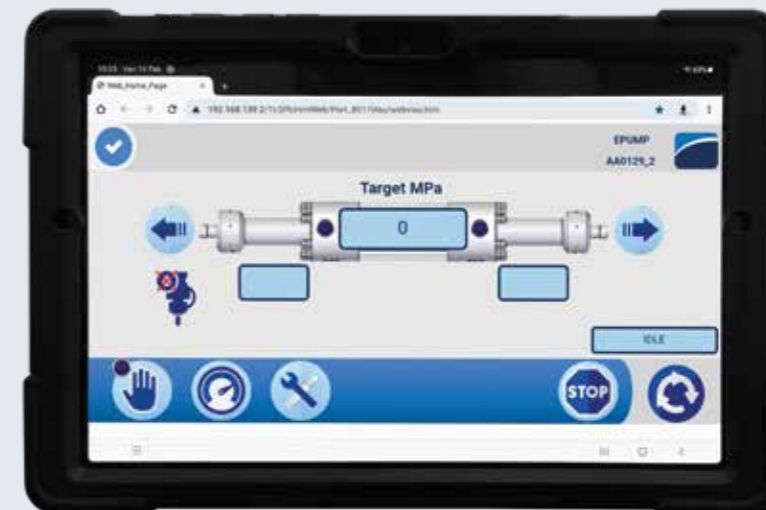 Web_Home_Page
EPUMP
AA0129_2
Target MPa
0
IDLE
STOP